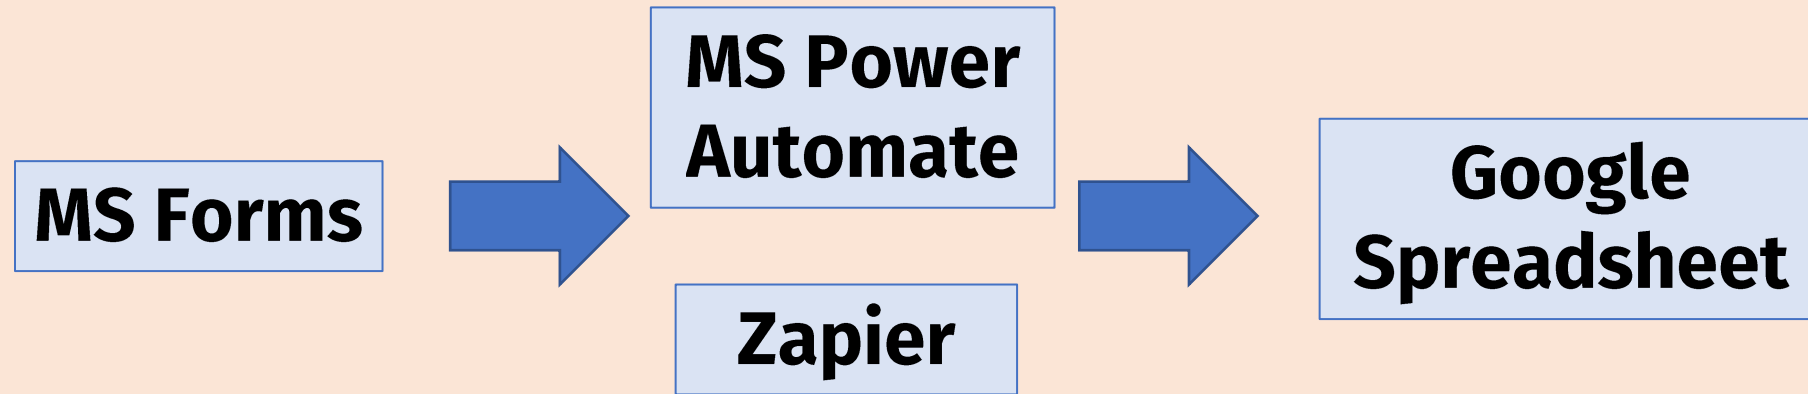 MS Forms
MS Power
Automate
Zapier
Google
Spreadsheet